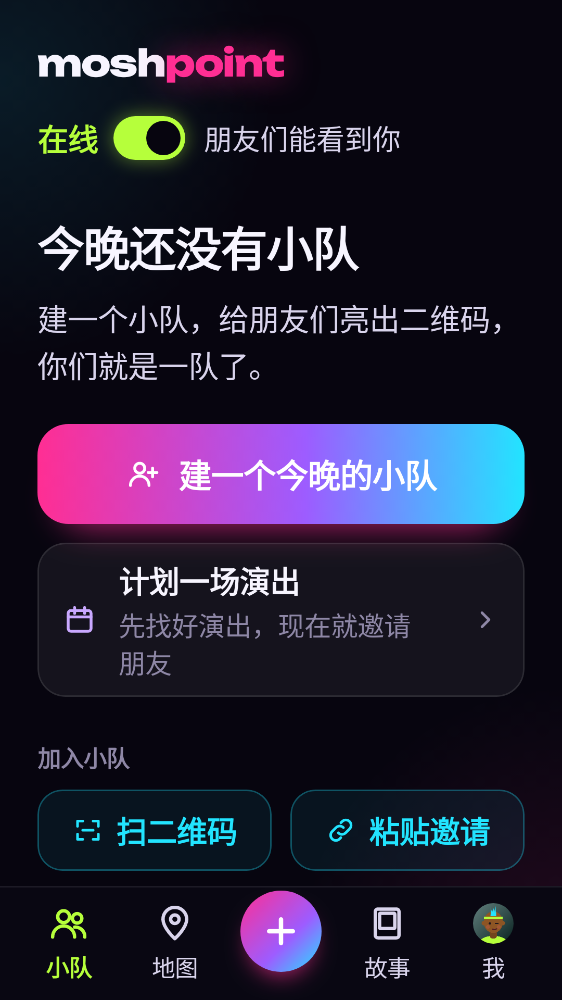 moshpoint
在线 朋友们能看到你
今晚还没有小队
建一个小队，给朋友们亮出二维码，
你们就是一队了。
建一个今晚的小队
计划一场演出
先找好演出，现在就邀请
朋友
加入小队
扫二维码 粘贴邀请
小队 地图 故事 我